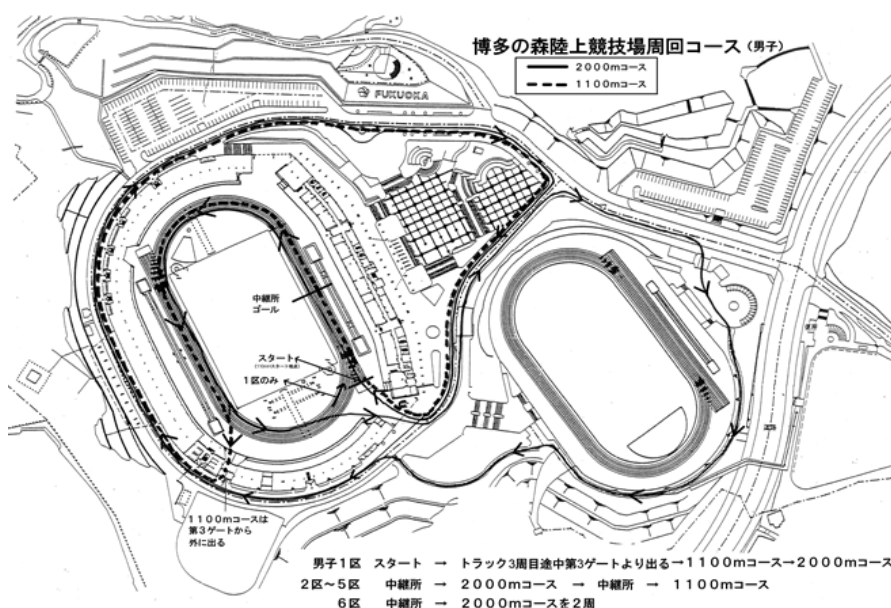 博多の森陸上競技場周回コース（男子）
2000mコース
1100mコース
FUKUOKA
中継所
ゴール
スタート
1区のみ
1100mコースは
第3ゲートから
外に出る
男子1区 スタート → トラック3周目途中第3ゲートより出る→1100mコース→2000mコース
2区～5区 中継所 → 2000mコース → 中継所 → 1100mコース
6区 中継所 → 2000mコースを2周